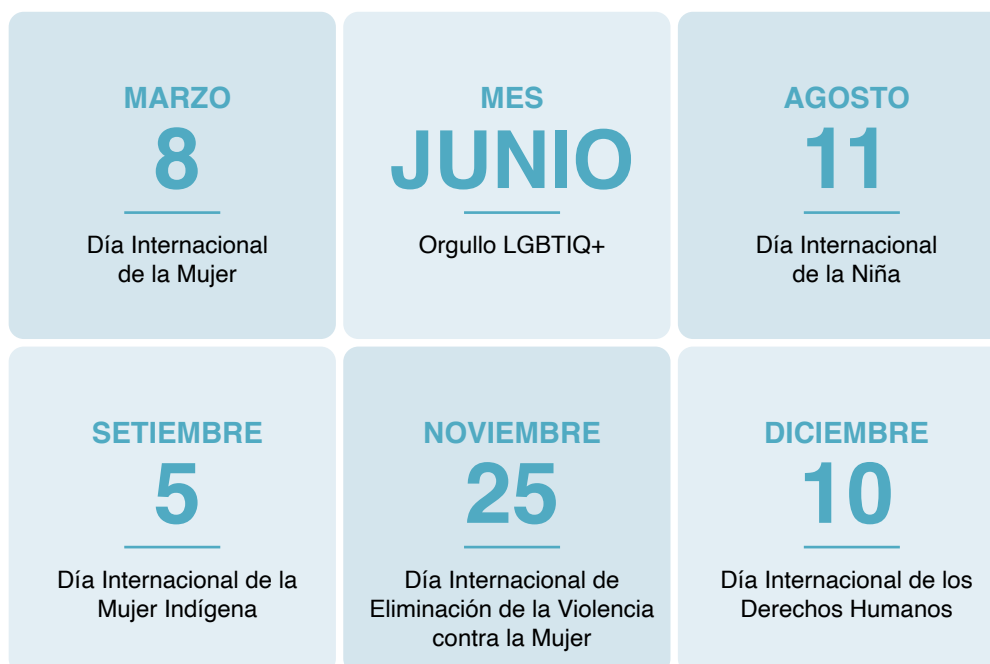 MARZO
8
Día Internacional
de la Mujer
MES
JUNIO
Orgullo LGBTIQ+
AGOSTO
11
Día Internacional
de la Niña
SETIEMBRE
5
Día Internacional de la
Mujer Indígena
NOVIEMBRE
25
Día Internacional de
Eliminación de la Violencia
contra la Mujer
DICIEMBRE
10
Día Internacional de los
Derechos Humanos